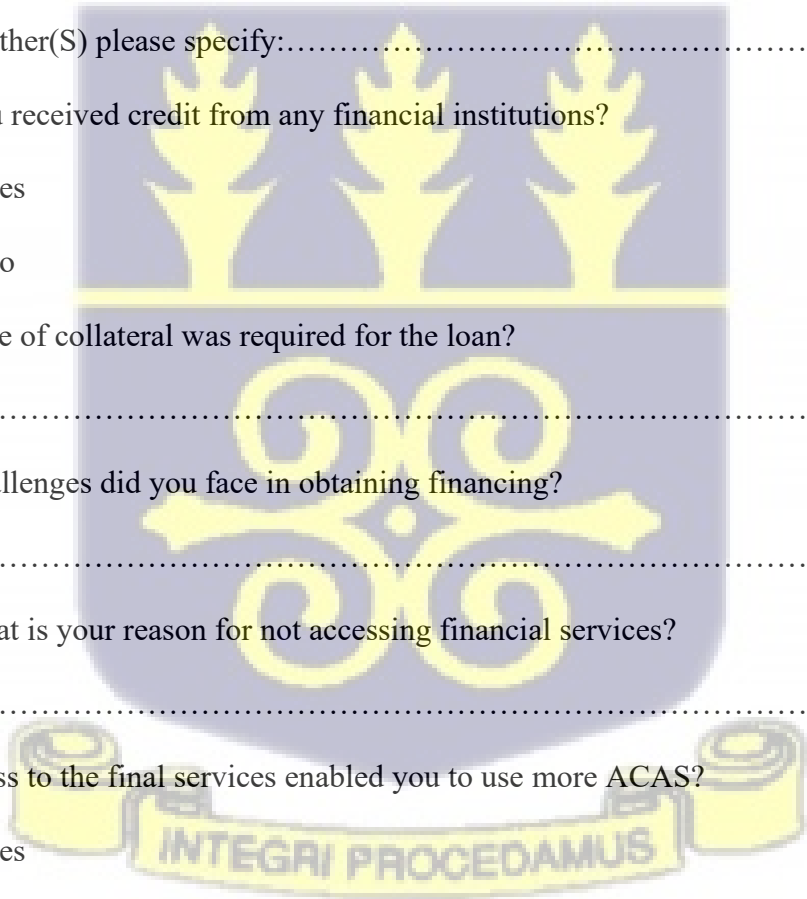 ther(S) please specify:……………………………………………
u received credit from any financial institutions?
es
o
e of collateral was required for the loan?
……………………………………………………………………
allenges did you face in obtaining financing?
……………………………………………………………………
at is your reason for not accessing financial services?
……………………………………………………………………
ss to the final services enabled you to use more ACAS?
es
INTEGRI PROCEDAMUS